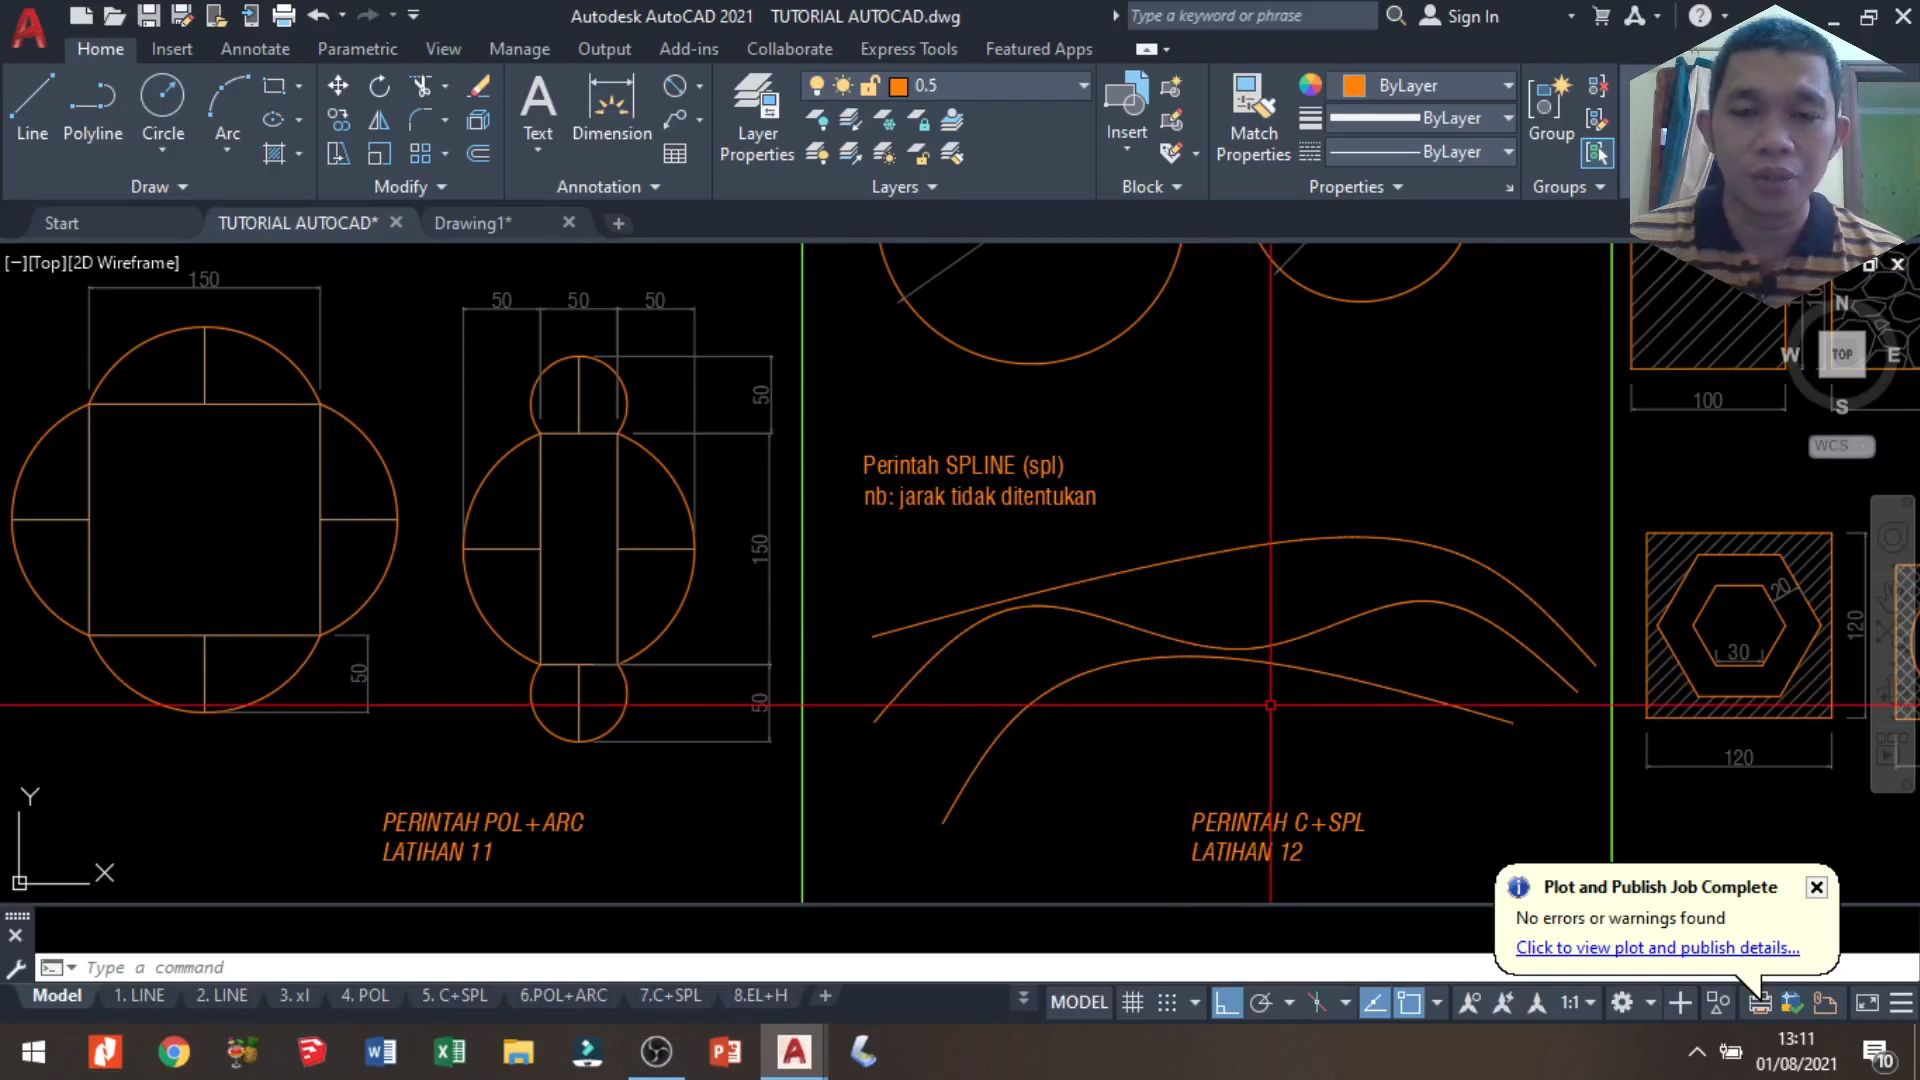 Autodesk AutoCAD 2021 TUTORIAL AUTOCAD.dwg
Type a keyword or phrase
Sign In
Home Insert Annotate Parametric View Manage Output Add-ins Collaborate Express Tools Featured Apps
Line Polyline Circle Arc
Text Dimension
Layer Properties
0.5
Insert
Match Properties
ByLayer
ByLayer
ByLayer
Group
Draw Modify Annotation Layers Block Properties Groups
Start TUTORIAL AUTOCAD* Drawing1*
[−][Top][2D Wireframe]
150
50 50 50
50
150
50
50
Perintah SPLINE (spl)
nb: jarak tidak ditentukan
N
W TOP E
S
WCS
100
20
30
120
120
PERINTAH POL+ARC
LATIHAN 11
PERINTAH C+SPL
LATIHAN 12
Y
X
Plot and Publish Job Complete
No errors or warnings found
Click to view plot and publish details...
Type a command
Model 1. LINE 2. LINE 3. xl 4. POL 5. C+SPL 6.POL+ARC 7.C+SPL 8.EL+H
MODEL 1:1
13:11
01/08/2021
10